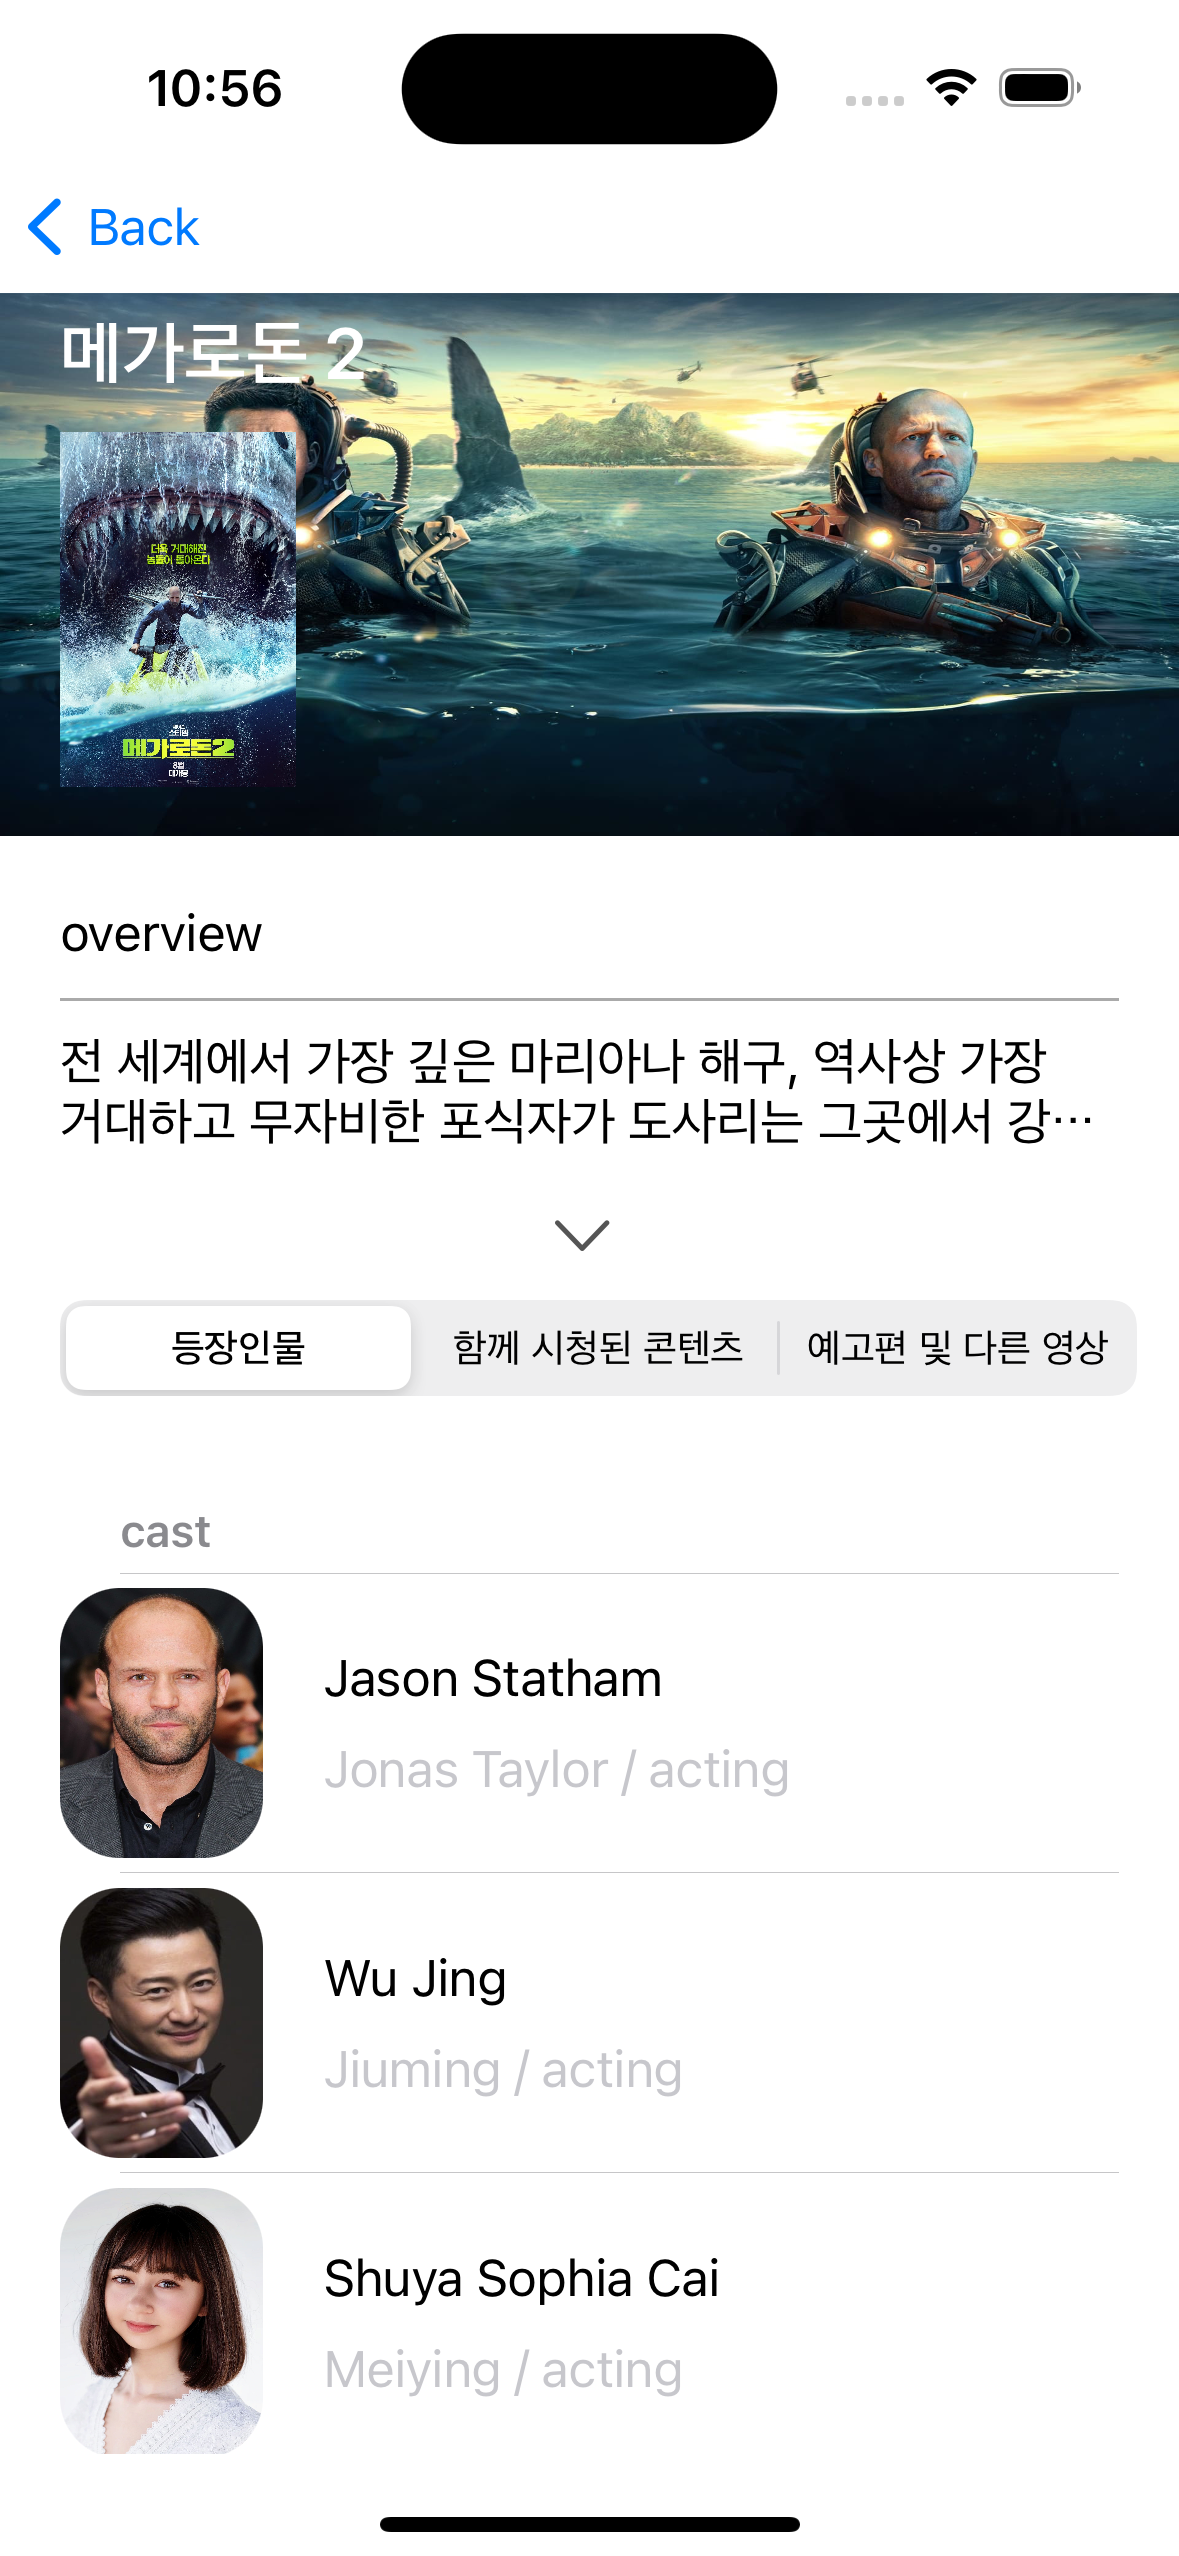 10:56
Back
메가로돈 2
더욱 거대해진
놈들이 돌아온다
메가로돈2
8월
대개봉
overview
전 세계에서 가장 깊은 마리아나 해구, 역사상 가장
거대하고 무자비한 포식자가 도사리는 그곳에서 강…
등장인물
함께 시청된 콘텐츠
예고편 및 다른 영상
cast
Jason Statham
Jonas Taylor / acting
Wu Jing
Jiuming / acting
Shuya Sophia Cai
Meiying / acting